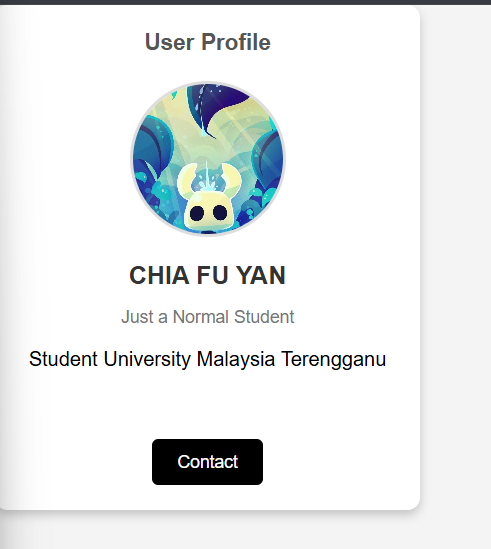 User Profile
CHIA FU YAN
Just a Normal Student
Student University Malaysia Terengganu
Contact